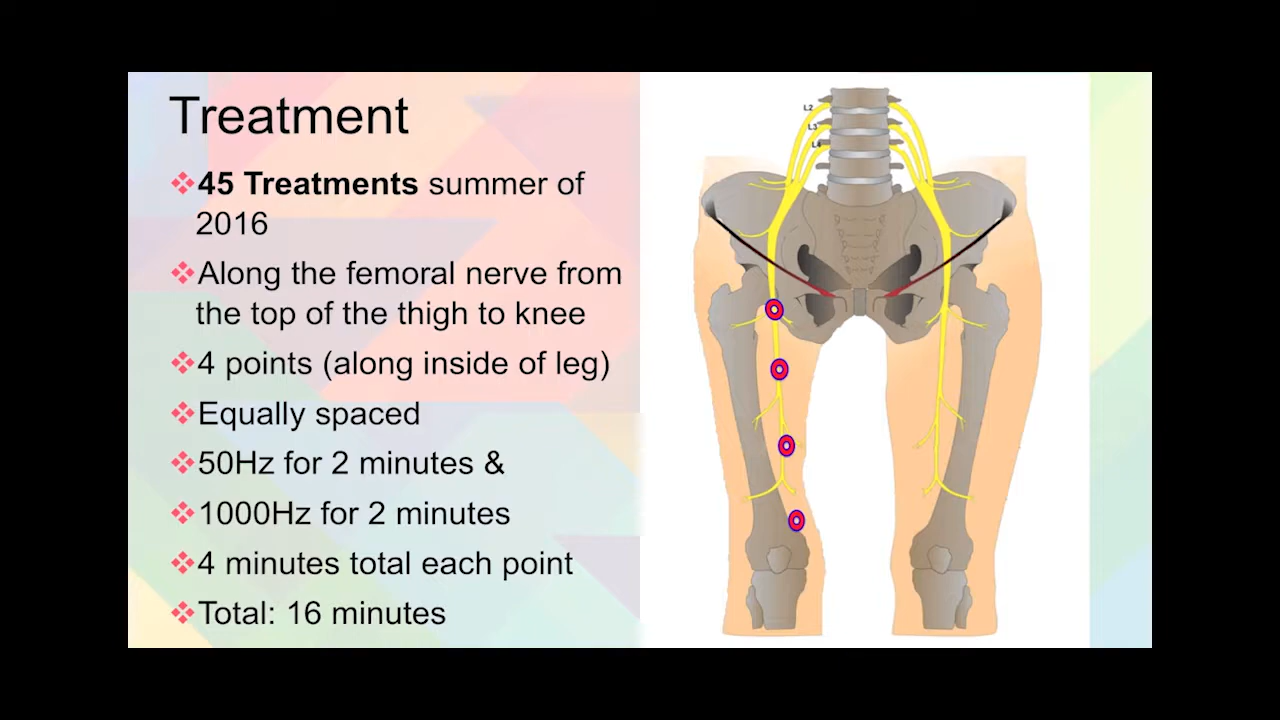 Treatment
❖45 Treatments summer of
2016
❖Along the femoral nerve from
the top of the thigh to knee
❖4 points (along inside of leg)
❖Equally spaced
❖50Hz for 2 minutes &
❖1000Hz for 2 minutes
❖4 minutes total each point
❖Total: 16 minutes
L2
L3
L4